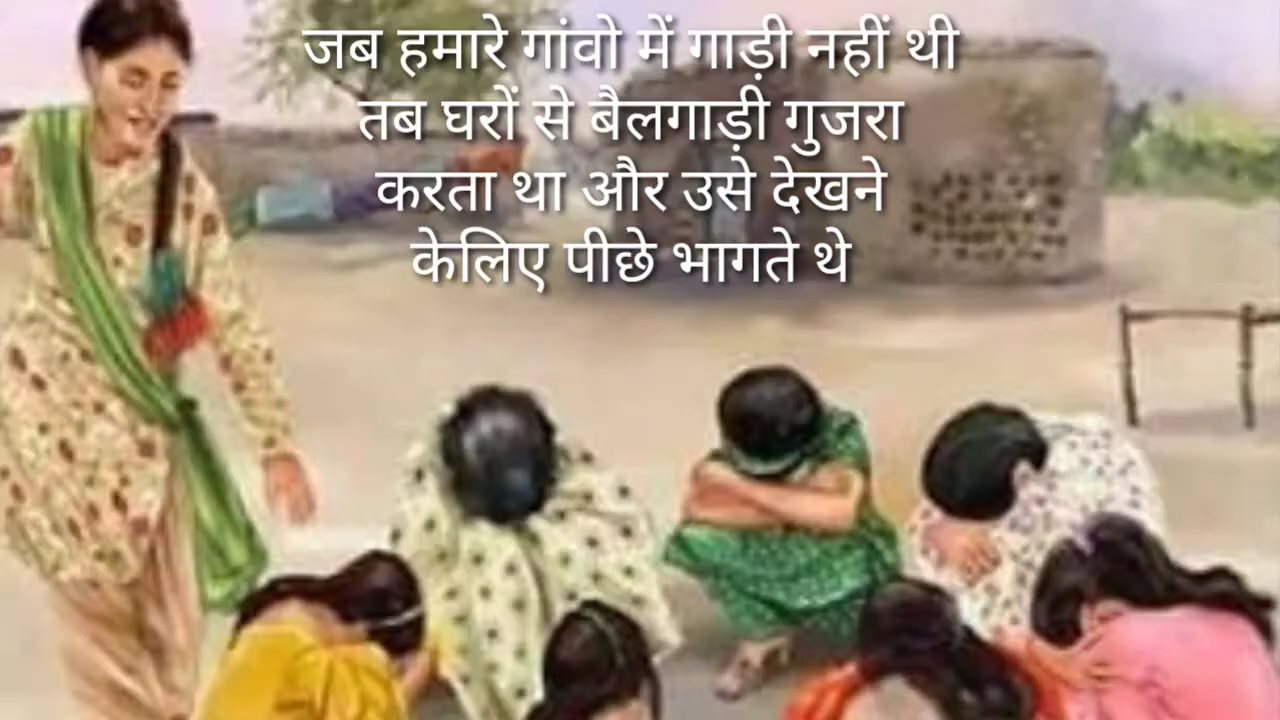 जब हमारे गांवो में गाड़ी नहीं थी
तब घरों से बैलगाड़ी गुजरा
करता था और उसे देखने
केलिए पीछे भागते थे